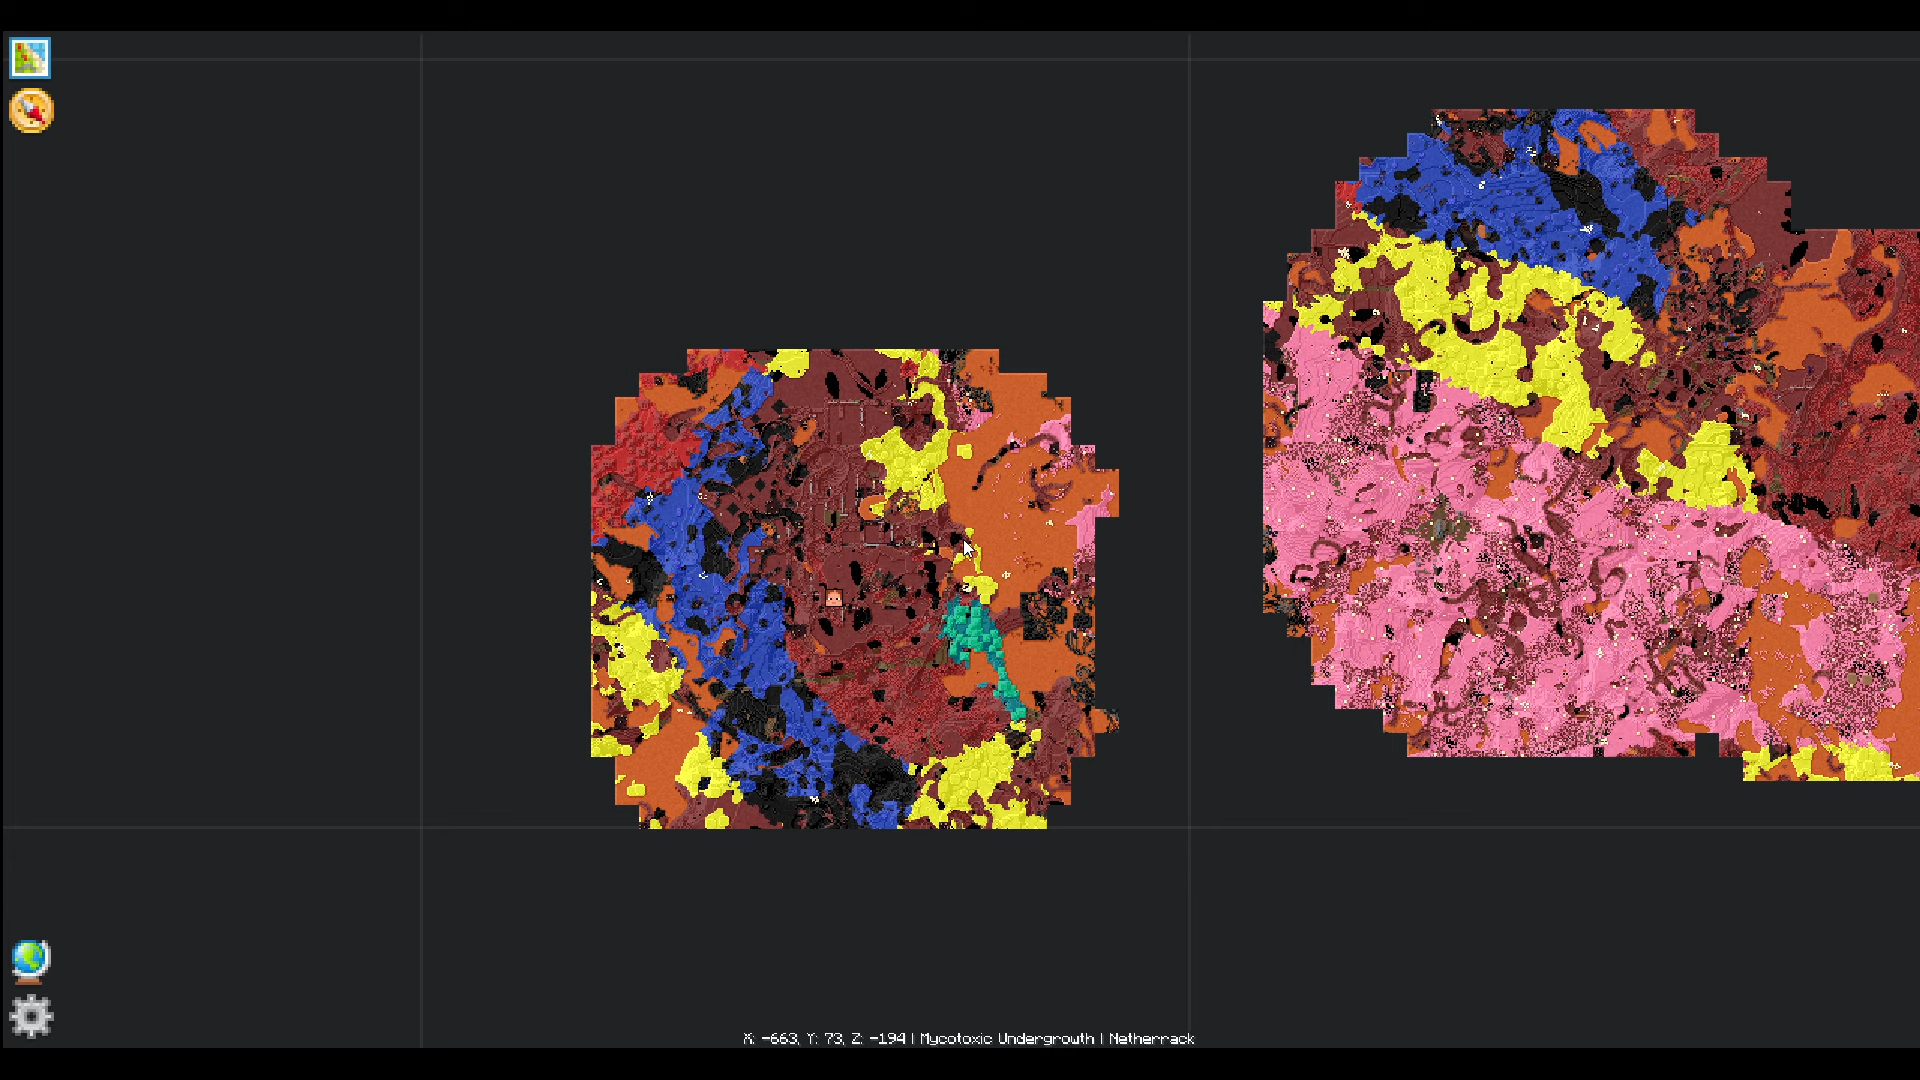 X: -663, Y: 73, Z: -194 | Mycotoxic Undergrowth | Netherrack